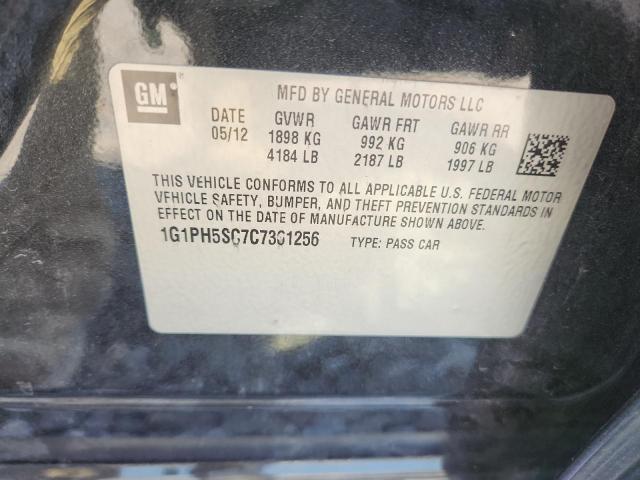 GM
MFD BY GENERAL MOTORS LLC
DATE GVWR GAWR FRT GAWR RR
05/12 1898 KG 992 KG 906 KG
4184 LB 2187 LB 1997 LB
THIS VEHICLE CONFORMS TO ALL APPLICABLE U.S. FEDERAL MOTOR
VEHICLE SAFETY, BUMPER, AND THEFT PREVENTION STANDARDS IN
EFFECT ON THE DATE OF MANUFACTURE SHOWN ABOVE.
1G1PH5SC7C7361256 TYPE: PASS CAR